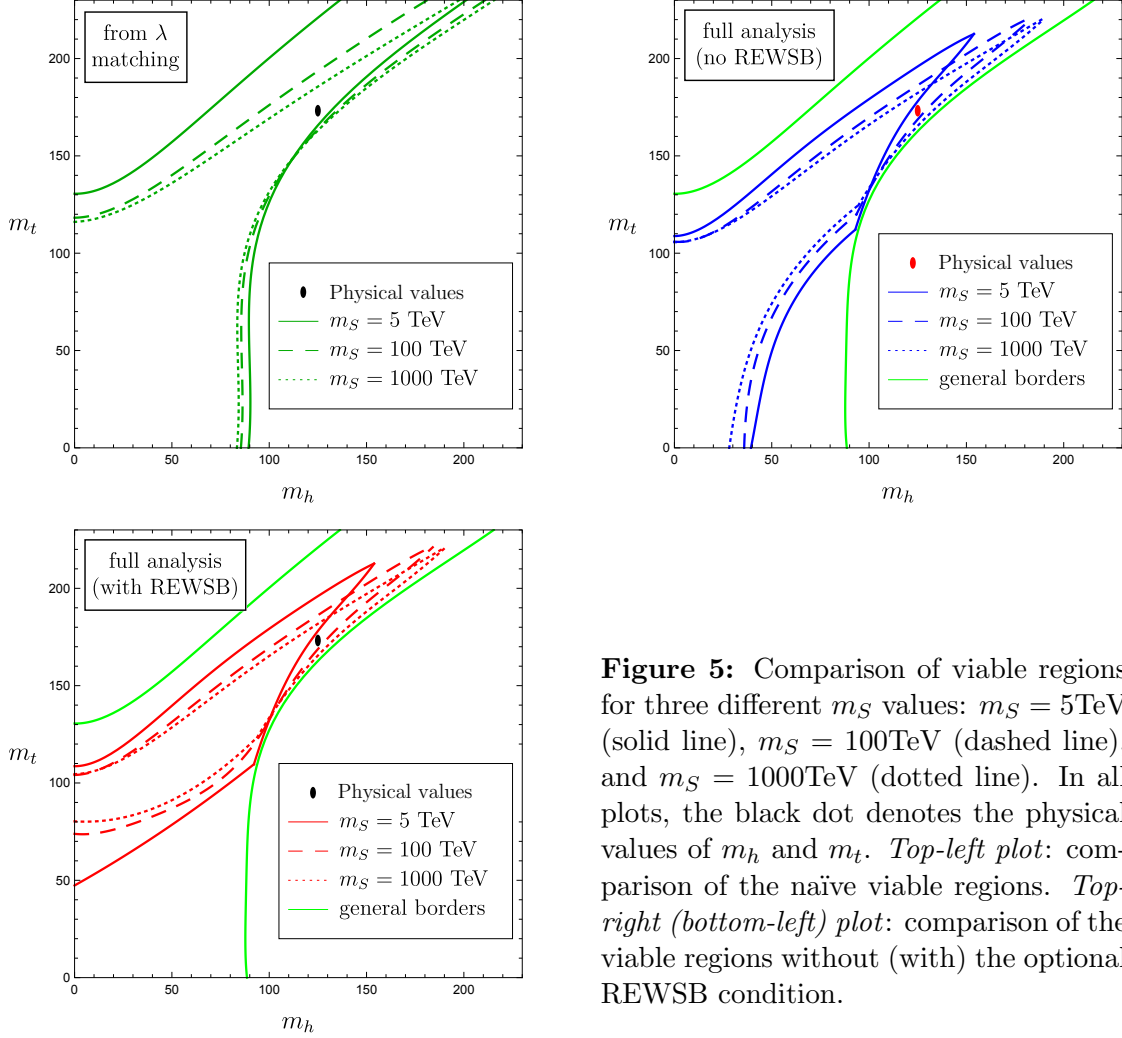 from λ
matching
200
150
100
50
0
0
50
100
150
200
m_t
m_h
Physical values
m_S = 5 TeV
m_S = 100 TeV
m_S = 1000 TeV
full analysis
(no REWSB)
200
150
100
50
0
0
50
100
150
200
m_t
m_h
Physical values
m_S = 5 TeV
m_S = 100 TeV
m_S = 1000 TeV
general borders
full analysis
(with REWSB)
200
150
100
50
0
0
50
100
150
200
m_t
m_h
Physical values
m_S = 5 TeV
m_S = 100 TeV
m_S = 1000 TeV
general borders
Figure 5: Comparison of viable regions
for three different m_S values: m_S = 5TeV
(solid line), m_S = 100TeV (dashed line),
and m_S = 1000TeV (dotted line). In all
plots, the black dot denotes the physical
values of m_h and m_t. Top-left plot: com-
parison of the naïve viable regions. Top-
right (bottom-left) plot: comparison of the
viable regions without (with) the optional
REWSB condition.